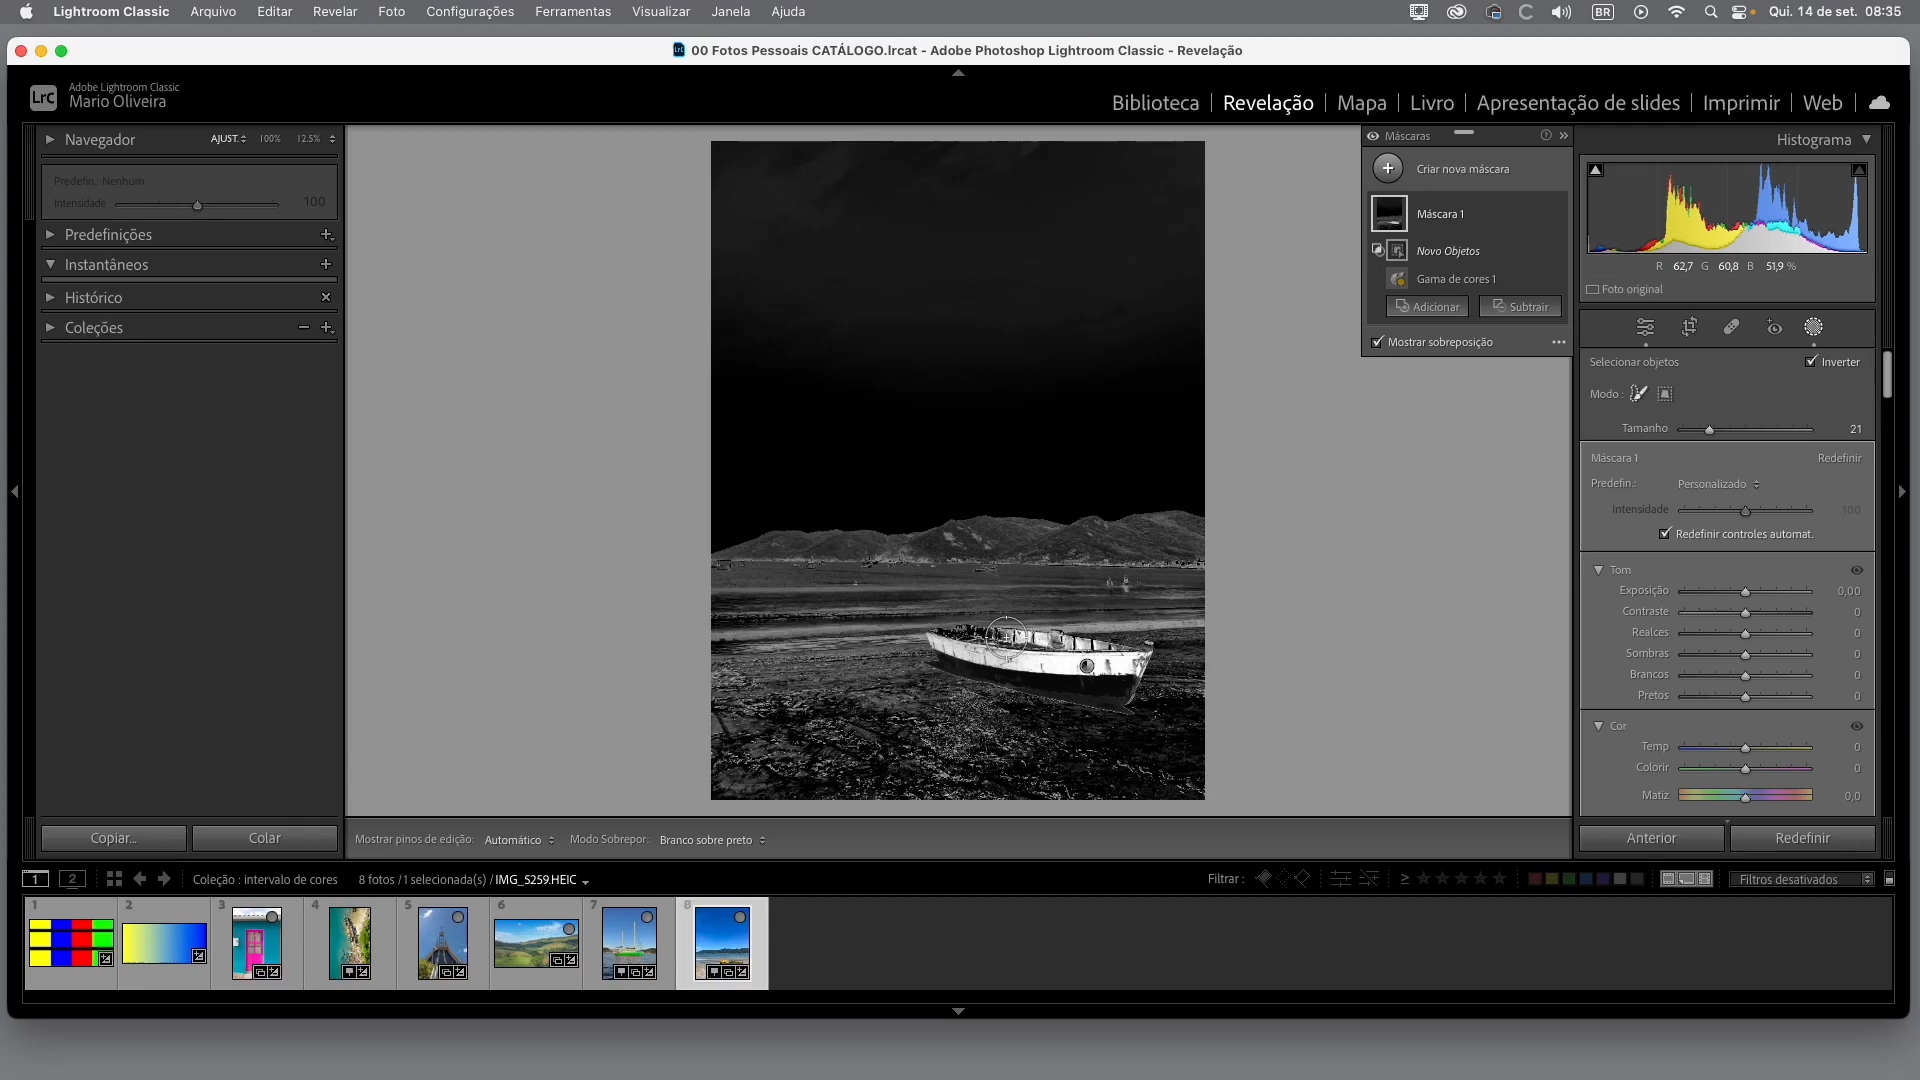 Lightroom Classic Arquivo Editar Revelar Foto Configurações Ferramentas Visualizar Janela Ajuda BR Qui. 14 de set. 08:35
LrC 00 Fotos Pessoais CATÁLOGO.lrcat - Adobe Photoshop Lightroom Classic - Revelação
LrC
Adobe Lightroom Classic
Mario Oliveira
Biblioteca | Revelação | Mapa | Livro | Apresentação de slides | Imprimir | Web
Navegador AJUST. 100% 12.5%
Predefin.: Nenhum
Intensidade 100
Predefinições
Instantâneos
Histórico
Coleções
Copiar... Colar
Máscaras
Criar nova máscara
Máscara 1
Novo Objetos
Gama de cores 1
Adicionar Subtrair
Mostrar sobreposição
Histograma
R 62,7 G 60,8 B 51,9 %
Foto original
Selecionar objetos Inverter
Modo :
Tamanho 21
Máscara 1 Redefinir
Predefin.: Personalizado
Intensidade 100
Redefinir controles automat.
Tom
Exposição 0,00
Contraste 0
Realces 0
Sombras 0
Brancos 0
Pretos 0
Cor
Temp 0
Colorir 0
Matiz 0,0
Anterior Redefinir
Mostrar pinos de edição: Automático Modo Sobrepor: Branco sobre preto
1 2 Coleção : intervalo de cores 8 fotos /1 selecionada(s) /IMG_5259.HEIC Filtrar : ≥ Filtros desativados
1 2 3 4 5 6 7 8